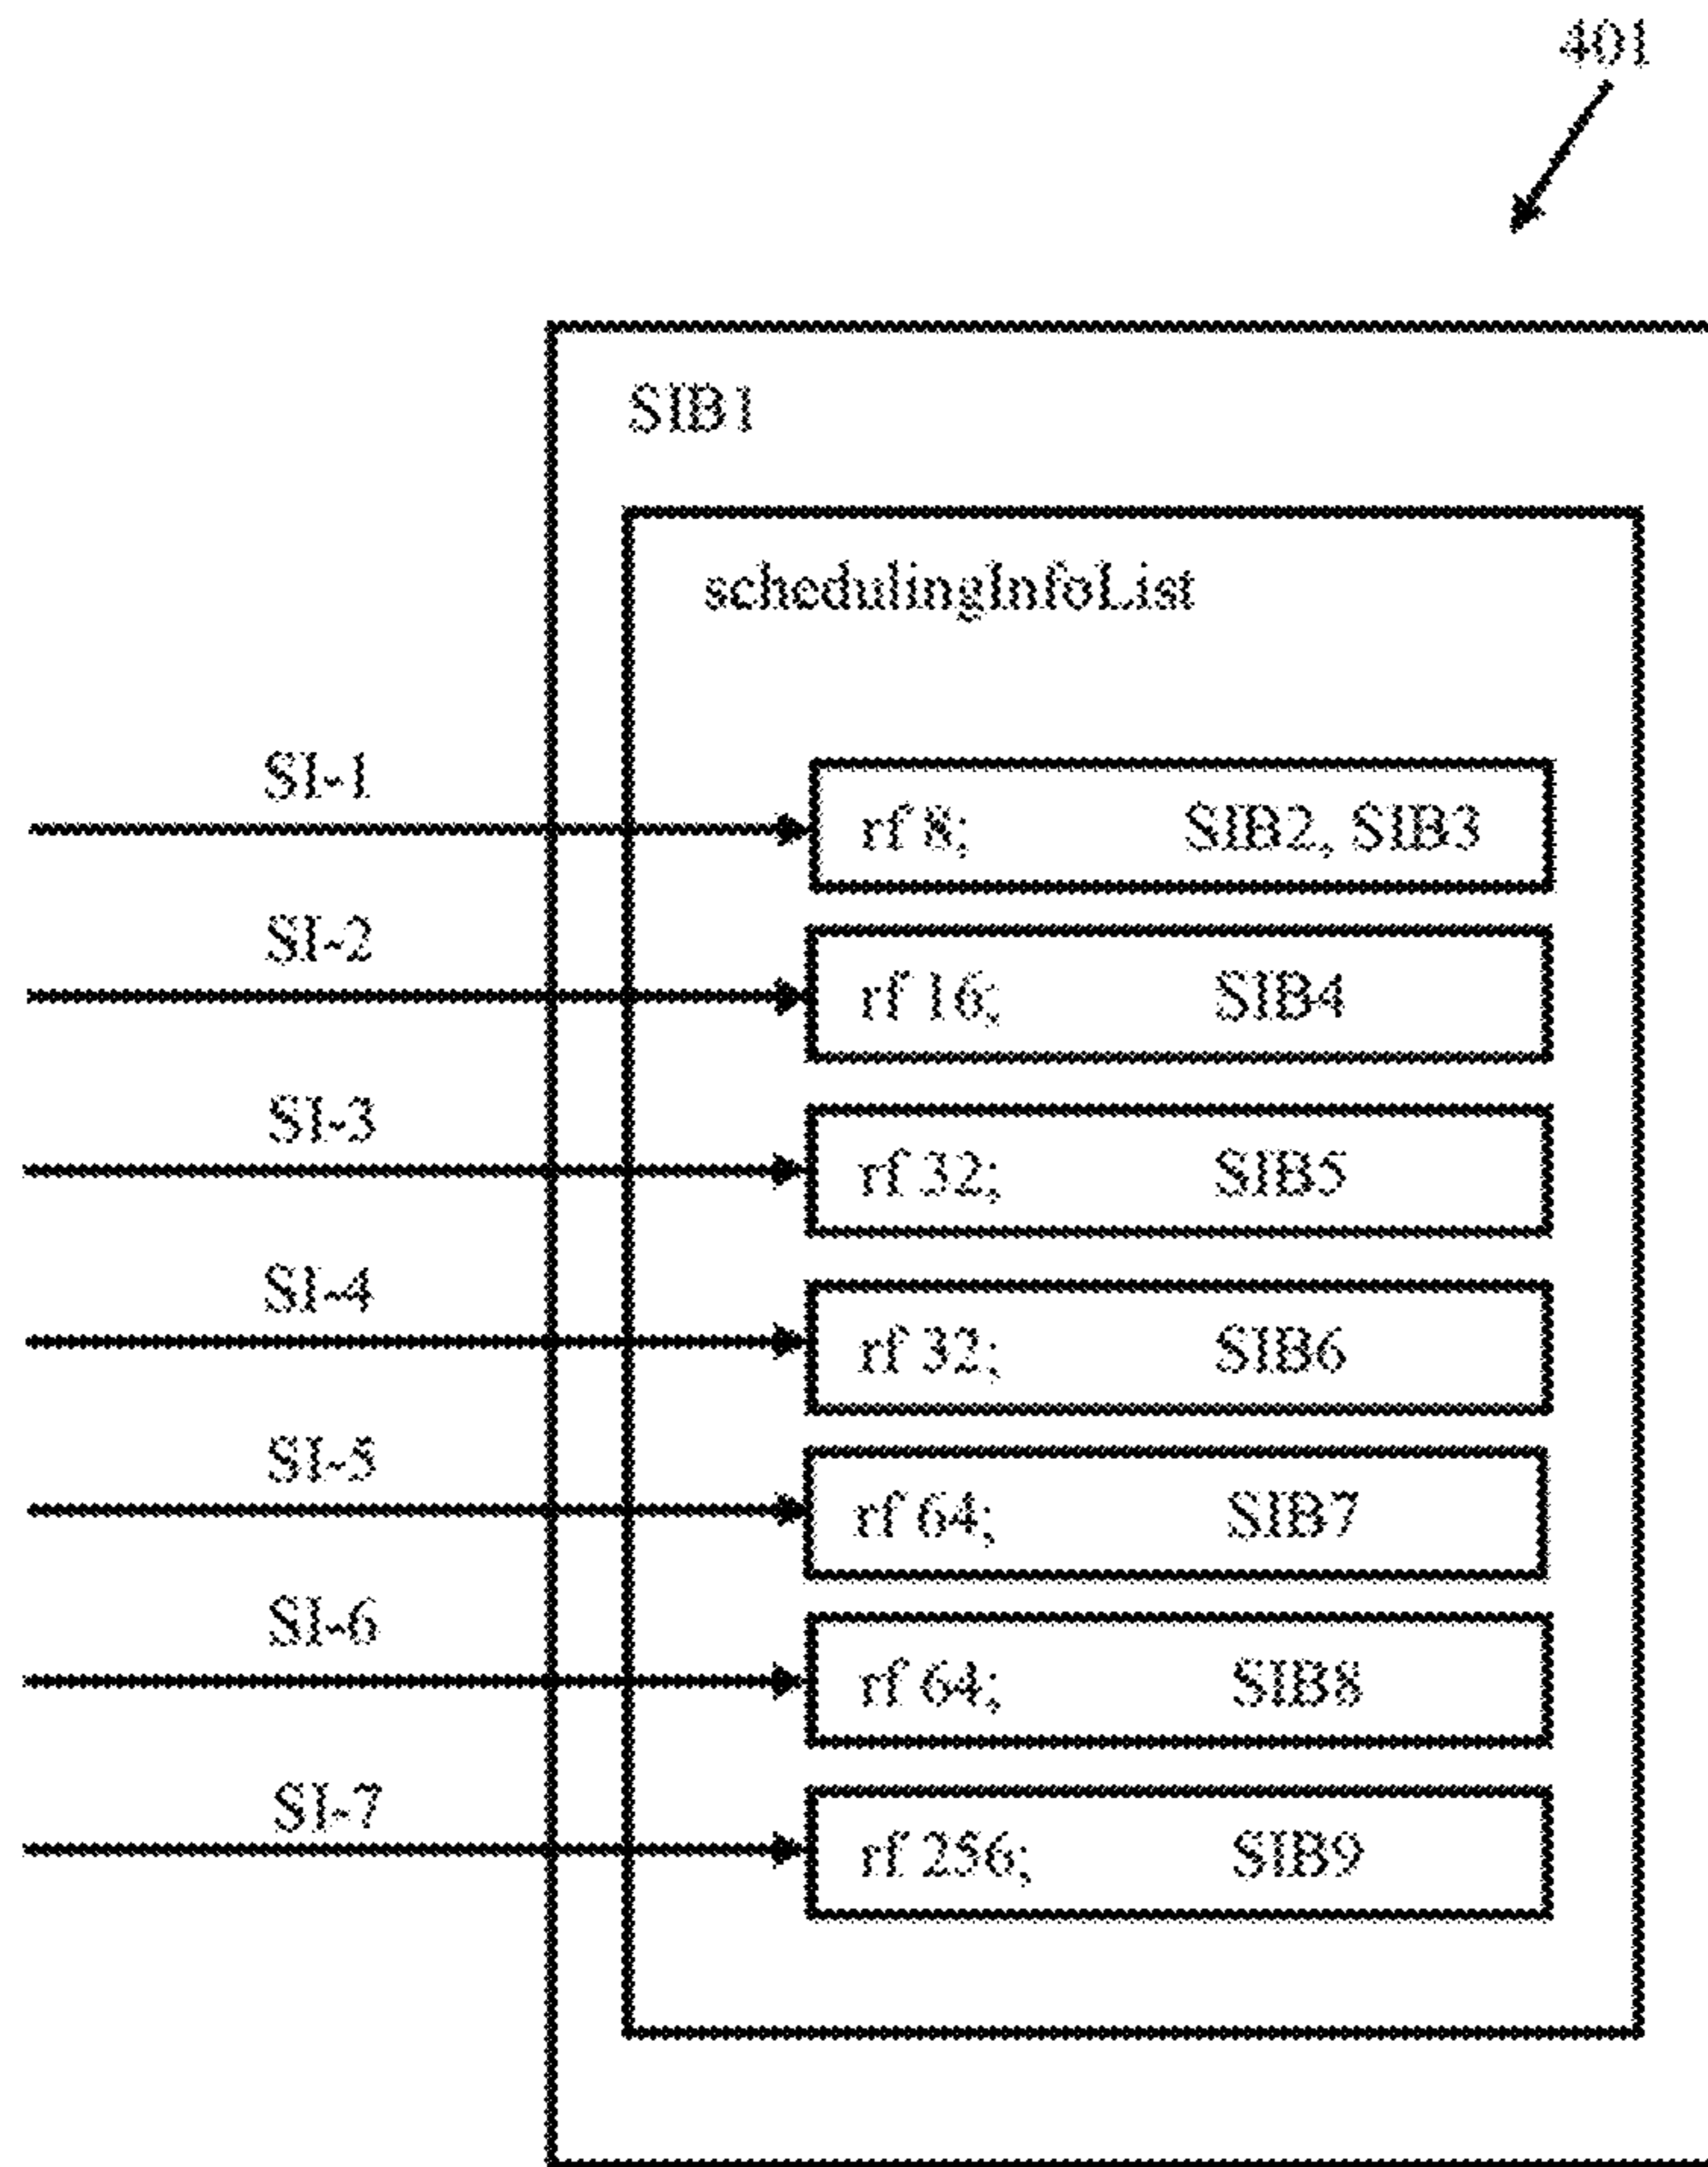 401
SIB1
schedulingInfoList
SI-1
rf 8; SIB2, SIB3
SI-2
rf 16; SIB4
SI-3
rf 32; SIB5
SI-4
rf 32; SIB6
SI-5
rf 64; SIB7
SI-6
rf 64; SIB8
SI-7
rf 256; SIB9